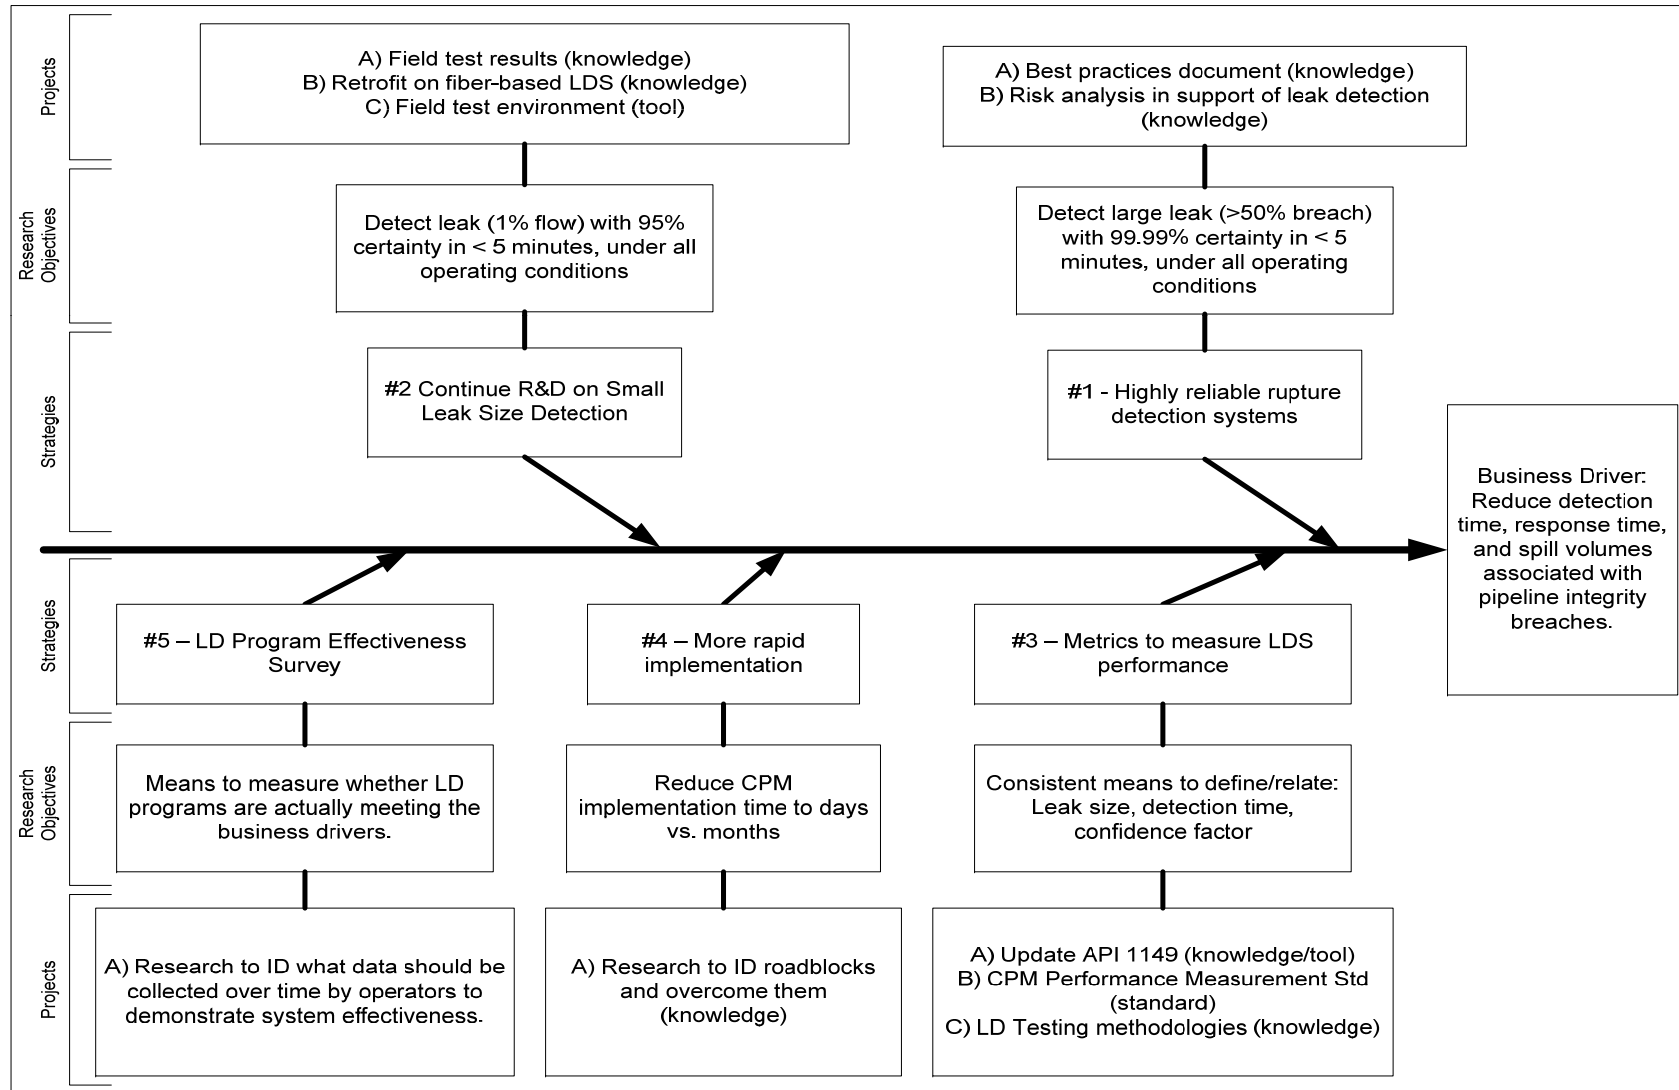 Projects
A) Field test results (knowledge)
B) Retrofit on fiber-based LDS (knowledge)
C) Field test environment (tool)
A) Best practices document (knowledge)
B) Risk analysis in support of leak detection
(knowledge)
Research
Objectives
Detect leak (1% flow) with 95%
certainty in < 5 minutes, under all
operating conditions
Detect large leak (>50% breach)
with 99.99% certainty in < 5
minutes, under all operating
conditions
Strategies
#2 Continue R&D on Small
Leak Size Detection
#1 - Highly reliable rupture
detection systems
Business Driver:
Reduce detection
time, response time,
and spill volumes
associated with
pipeline integrity
breaches.
Strategies
#5 – LD Program Effectiveness
Survey
#4 – More rapid
implementation
#3 – Metrics to measure LDS
performance
Research
Objectives
Means to measure whether LD
programs are actually meeting the
business drivers.
Reduce CPM
implementation time to days
vs. months
Consistent means to define/relate:
Leak size, detection time,
confidence factor
Projects
A) Research to ID what data should be
collected over time by operators to
demonstrate system effectiveness.
A) Research to ID roadblocks
and overcome them
(knowledge)
A) Update API 1149 (knowledge/tool)
B) CPM Performance Measurement Std
(standard)
C) LD Testing methodologies (knowledge)